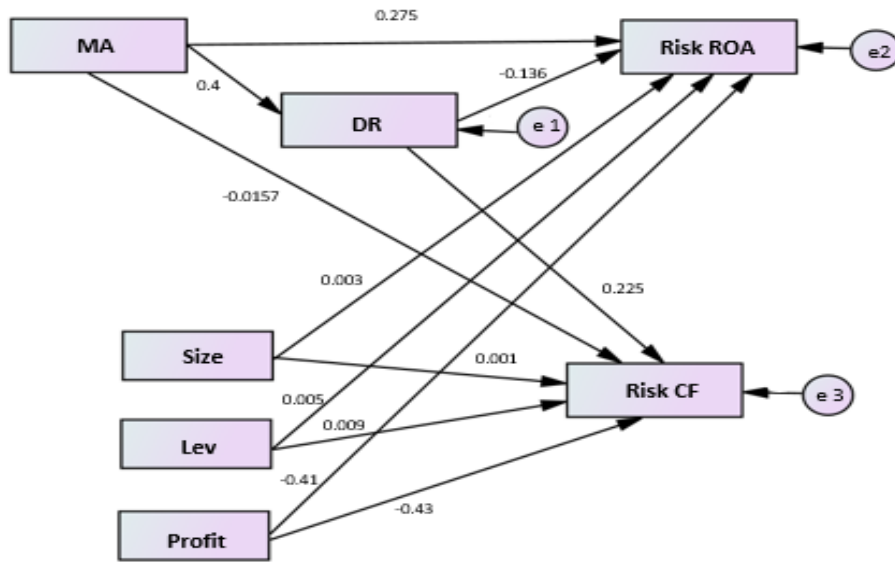 0.275
MA
Risk ROA
e2
0.4
-0.136
DR
e 1
-0.0157
0.003
0.225
Size
0.001
Risk CF
e 3
0.005
0.009
Lev
-0.41
-0.43
Profit